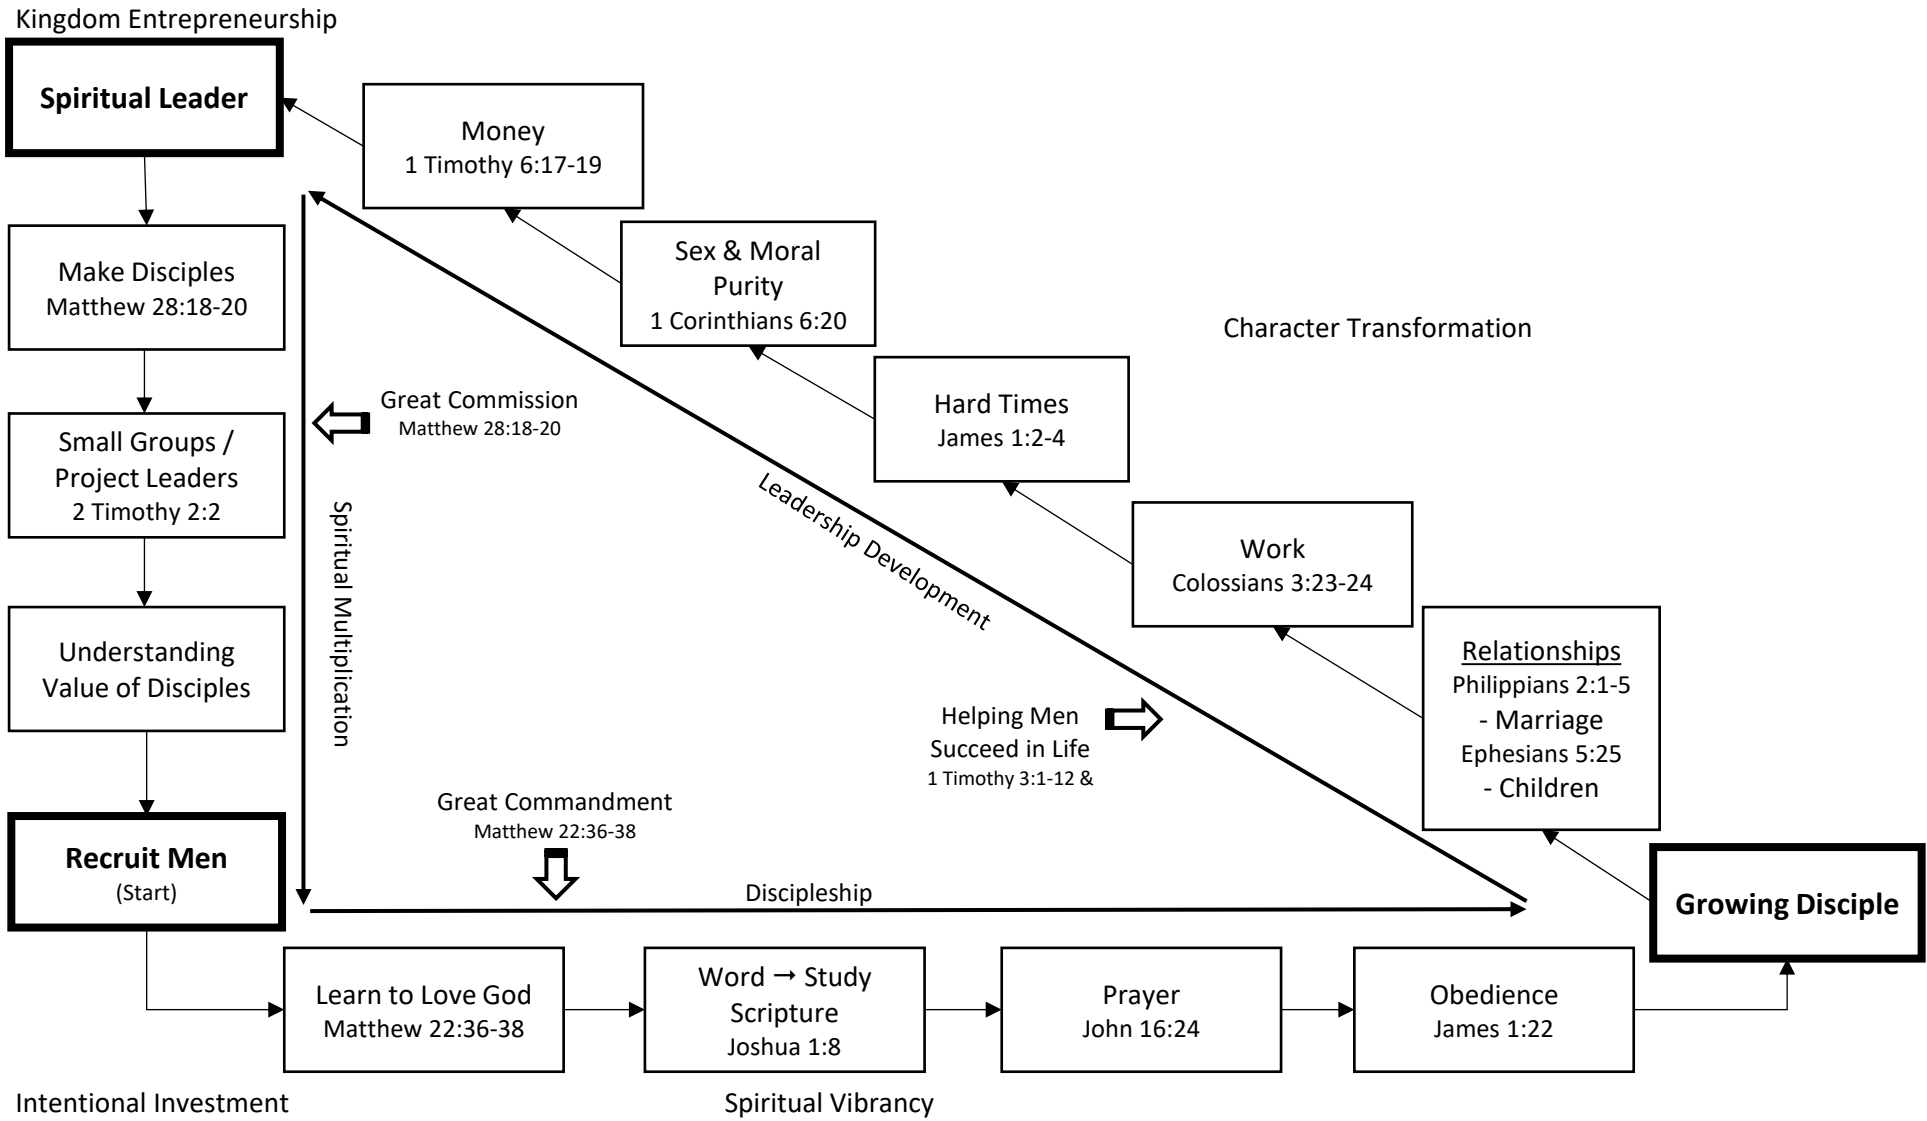 Kingdom Entrepreneurship
Spiritual Leader
Money
1 Timothy 6:17-19
Sex & Moral
Purity
1 Corinthians 6:20
Make Disciples
Matthew 28:18-20
Character Transformation
Great Commission
Matthew 28:18-20
Hard Times
James 1:2-4
Small Groups /
Project Leaders
2 Timothy 2:2
Leadership Development
Spiritual Multiplication
Work
Colossians 3:23-24
Understanding
Value of Disciples
Relationships
Philippians 2:1-5
- Marriage
Ephesians 5:25
- Children
Helping Men
Succeed in Life
1 Timothy 3:1-12 &
Great Commandment
Matthew 22:36-38
Recruit Men
(Start)
Discipleship
Growing Disciple
Learn to Love God
Matthew 22:36-38
Word → Study
Scripture
Joshua 1:8
Prayer
John 16:24
Obedience
James 1:22
Intentional Investment
Spiritual Vibrancy